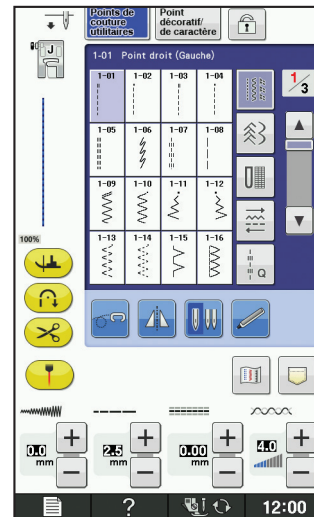 Points de
couture
utilitaires
Point
décoratif/
de caractère
J
1-01 Point droit (Gauche)
1-01 1-02 1-03 1-04
1/3
1-05 1-06 1-07 1-08
1-09 1-10 1-11 1-12
1-13 1-14 1-15 1-16
Q
100%
0.0 mm
2.5 mm
0.00 mm
4.0
?
12:00